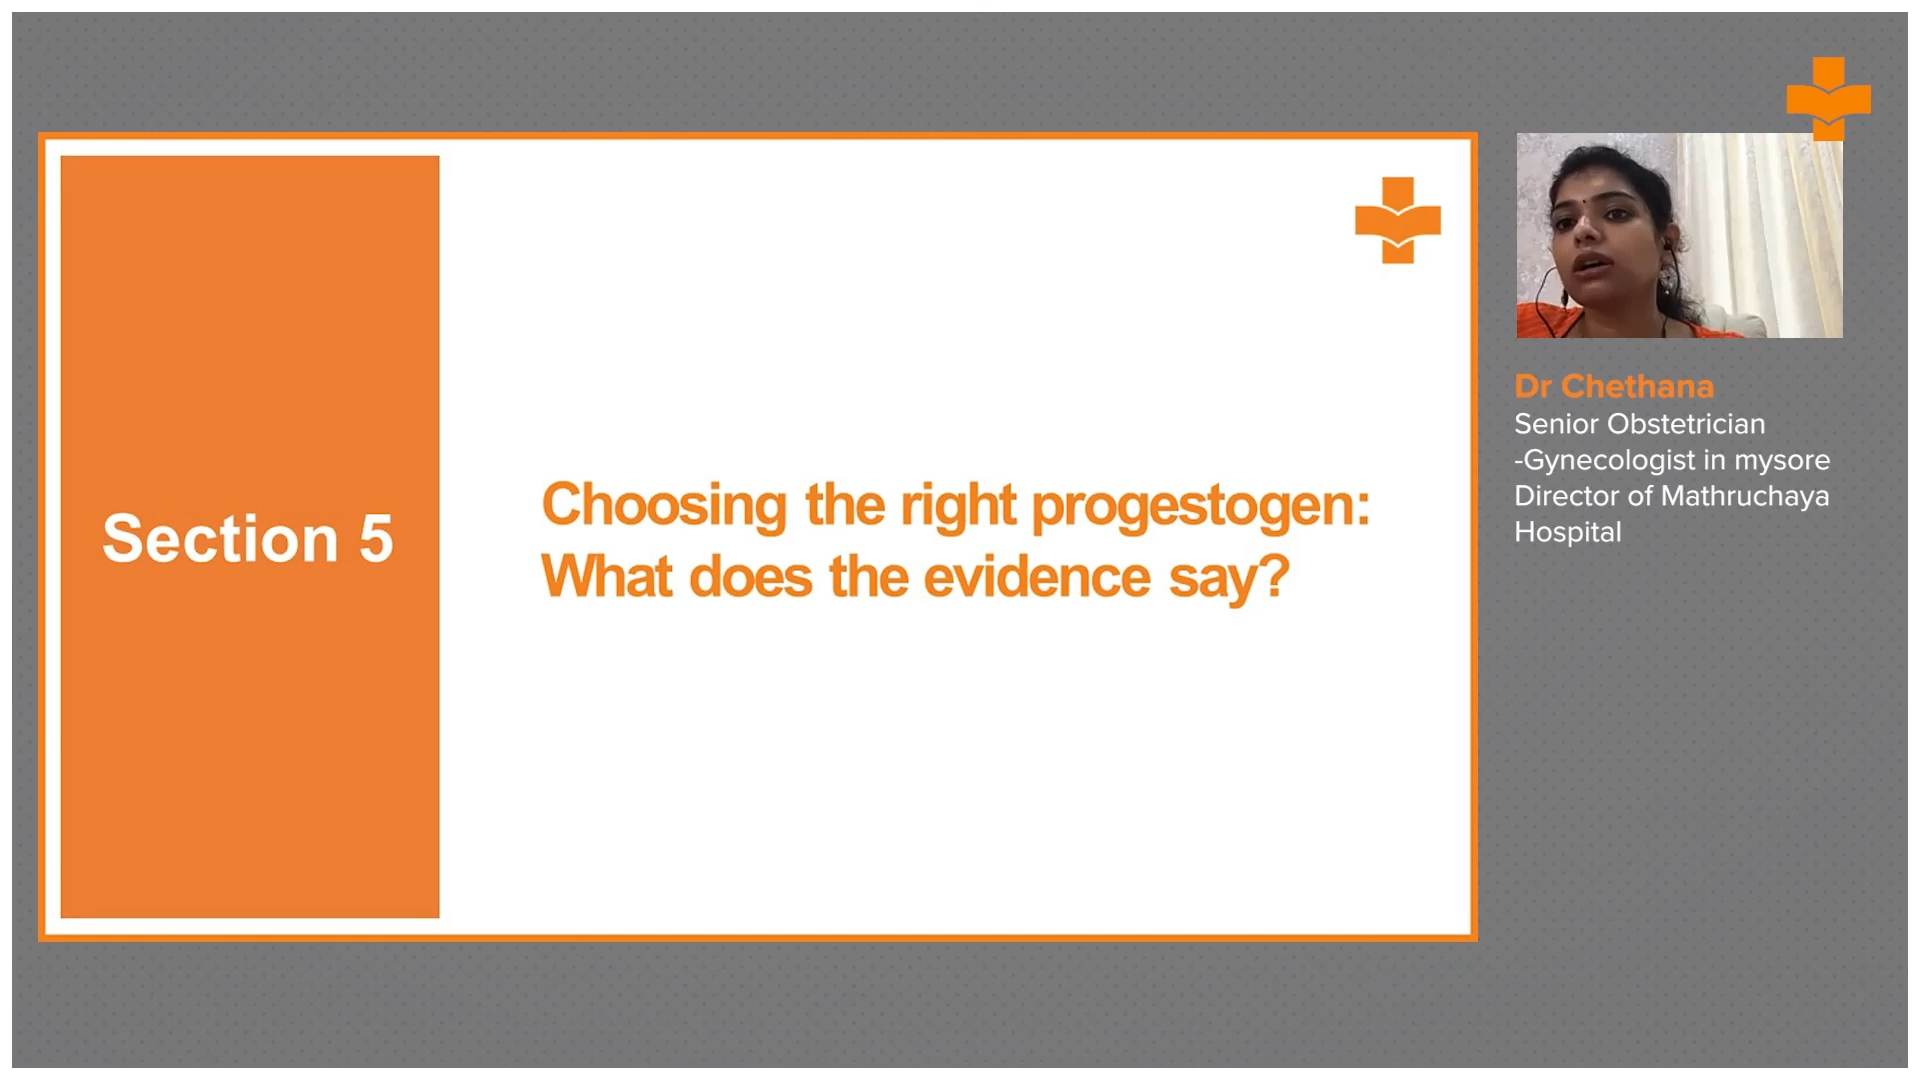 Section 5
Choosing the right progestogen:
What does the evidence say?
Dr Chethana
Senior Obstetrician
-Gynecologist in mysore
Director of Mathruchaya
Hospital